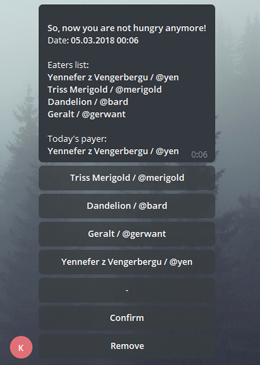 So, now you are not hungry anymore!
Date: 05.03.2018 00:06
Eaters list:
Yennefer z Vengerbergu / @yen
Triss Merigold / @merigold
Dandelion / @bard
Geralt / @gerwant
Today's payer:
Yennefer z Vengerbergu / @yen
0:06
Triss Merigold / @merigold
Dandelion / @bard
Geralt / @gerwant
Yennefer z Vengerbergu / @yen
-
Confirm
K
Remove